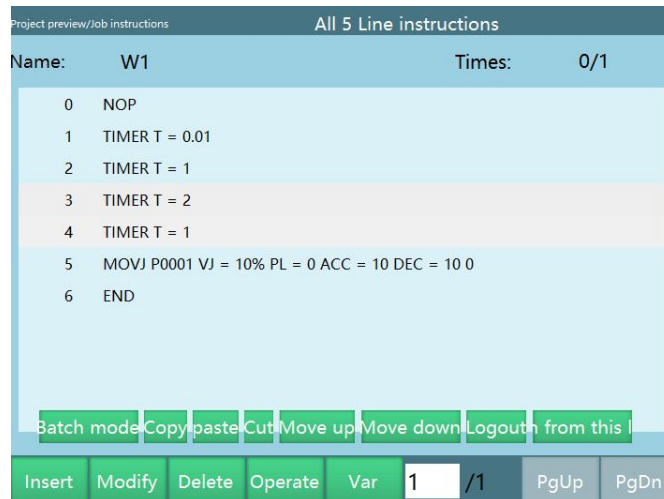 Project preview/Job instructions All 5 Line instructions
Name: W1 Times: 0/1
0 NOP
1 TIMER T = 0.01
2 TIMER T = 1
3 TIMER T = 2
4 TIMER T = 1
5 MOVJ P0001 VJ = 10% PL = 0 ACC = 10 DEC = 10 0
6 END
Batch mode Copy paste Cut Move up Move down Logout n from this l
Insert Modify Delete Operate Var 1 /1 PgUp PgDn